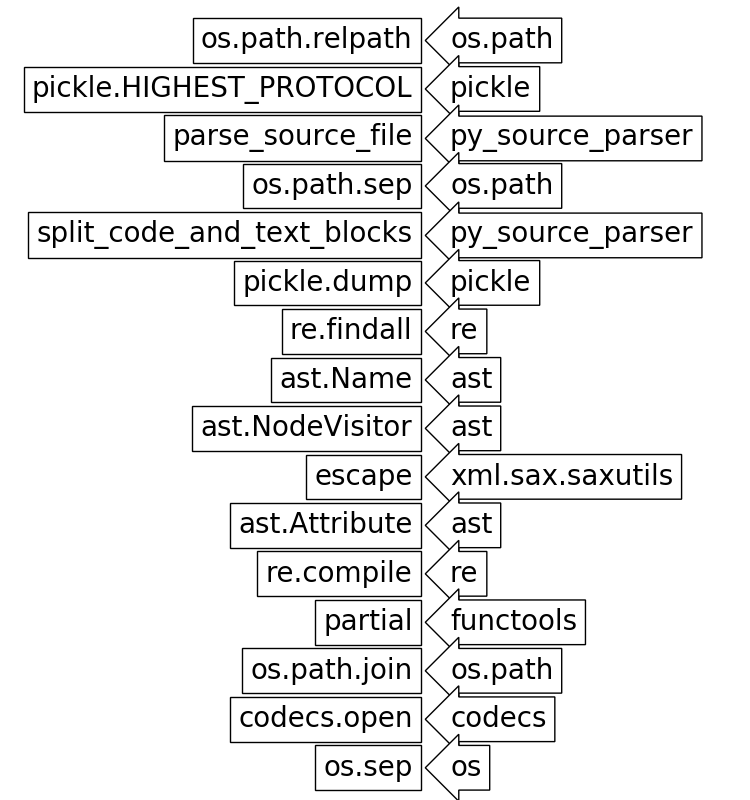 os.path.relpath os.path
pickle.HIGHEST_PROTOCOL pickle
parse_source_file py_source_parser
os.path.sep os.path
split_code_and_text_blocks py_source_parser
pickle.dump pickle
re.findall re
ast.Name ast
ast.NodeVisitor ast
escape xml.sax.saxutils
ast.Attribute ast
re.compile re
partial functools
os.path.join os.path
codecs.open codecs
os.sep os